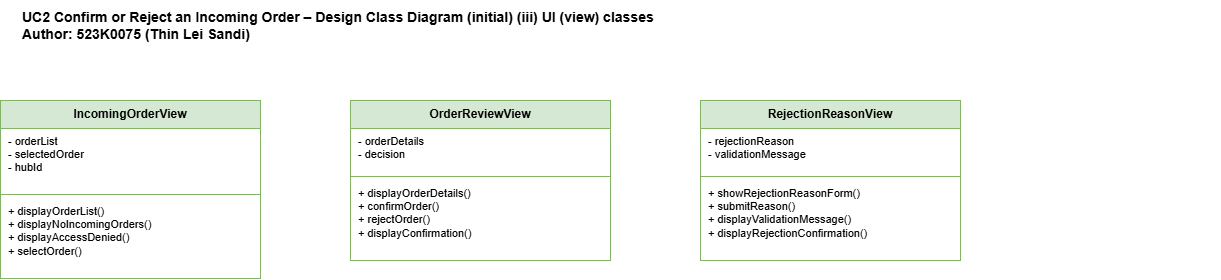 UC2 Confirm or Reject an Incoming Order – Design Class Diagram (initial) (iii) UI (view) classes
Author: 523K0075 (Thin Lei Sandi)
IncomingOrderView
- orderList
- selectedOrder
- hubId
+ displayOrderList()
+ displayNoIncomingOrders()
+ displayAccessDenied()
+ selectOrder()
OrderReviewView
- orderDetails
- decision
+ displayOrderDetails()
+ confirmOrder()
+ rejectOrder()
+ displayConfirmation()
RejectionReasonView
- rejectionReason
- validationMessage
+ showRejectionReasonForm()
+ submitReason()
+ displayValidationMessage()
+ displayRejectionConfirmation()